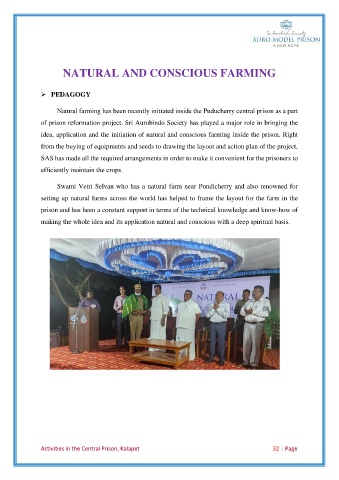 Sri Aurobindo Society
AURO MODEL PRISON
A NEW HOPE
NATURAL AND CONSCIOUS FARMING
➢ PEDAGOGY
Natural farming has been recently initiated inside the Puducherry central prison as a part
of prison reformation project. Sri Aurobindo Society has played a major role in bringing the
idea, application and the initiation of natural and conscious farming inside the prison. Right
from the buying of equipments and seeds to drawing the layout and action plan of the project,
SAS has made all the required arrangements in order to make it convenient for the prisoners to
efficiently maintain the crops.
Swami Vetri Selvan who has a natural farm near Pondicherry and also renowned for
setting up natural farms across the world has helped to frame the layout for the farm in the
prison and has been a constant support in terms of the technical knowledge and know-how of
making the whole idea and its application natural and conscious with a deep spiritual basis.
NATURAL
Activities in the Central Prison, Kalapet 32 | Page